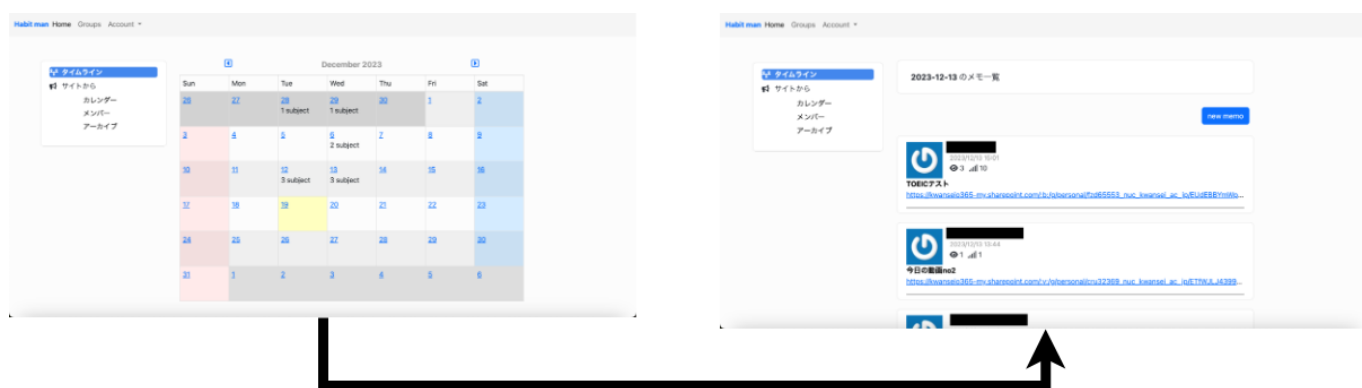 Habit man Home Groups Account
December 2023
タイムライン
サイトから
カレンダー
メンバー
アーカイブ
Sun Mon Tue Wed Thu Fri Sat
26 27 28 29 30 1 2
1 subject 1 subject
3 4 5 6 7 8 9
2 subject
10 11 12 13 14 15 16
3 subject 3 subject
17 18 19 20 21 22 23
24 25 26 27 28 29 30
31 1 2 3 4 5 6
Habit man Home Groups Account
タイムライン
サイトから
カレンダー
メンバー
アーカイブ
2023-12-13 のメモ一覧
new memo
2023/12/13 15:01
3 10
TOEICテスト
2023/12/13 13:44
1 1
今日の動画no2